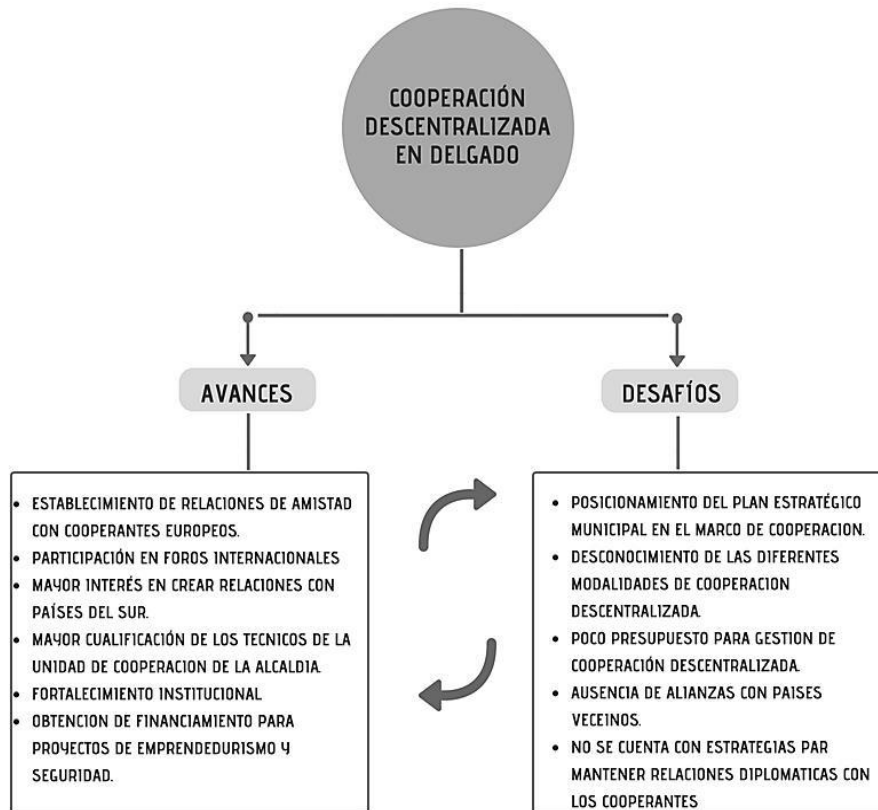 COOPERACIÓN
DESCENTRALIZADA
EN DELGADO
AVANCES
• ESTABLECIMIENTO DE RELACIONES DE AMISTAD
CON COOPERANTES EUROPEOS.
• PARTICIPACIÓN EN FOROS INTERNACIONALES
• MAYOR INTERÉS EN CREAR RELACIONES CON
PAÍSES DEL SUR.
• MAYOR CUALIFICACIÓN DE LOS TECNICOS DE LA
UNIDAD DE COOPERACION DE LA ALCALDIA.
• FORTALECIMIENTO INSTITUCIONAL
• OBTENCION DE FINANCIAMIENTO PARA
PROYECTOS DE EMPRENDEDURISMO Y
SEGURIDAD.
DESAFÍOS
• POSICIONAMIENTO DEL PLAN ESTRATÉGICO
MUNICIPAL EN EL MARCO DE COOPERACION.
• DESCONOCIMIENTO DE LAS DIFERENTES
MODALIDADES DE COOPERACION
DESCENTRALIZADA.
• POCO PRESUPUESTO PARA GESTION DE
COOPERACIÓN DESCENTRALIZADA.
• AUSENCIA DE ALIANZAS CON PAISES
VECEINOS.
• NO SE CUENTA CON ESTRATEGIAS PAR
MANTENER RELACIONES DIPLOMATICAS CON
LOS COOPERANTES